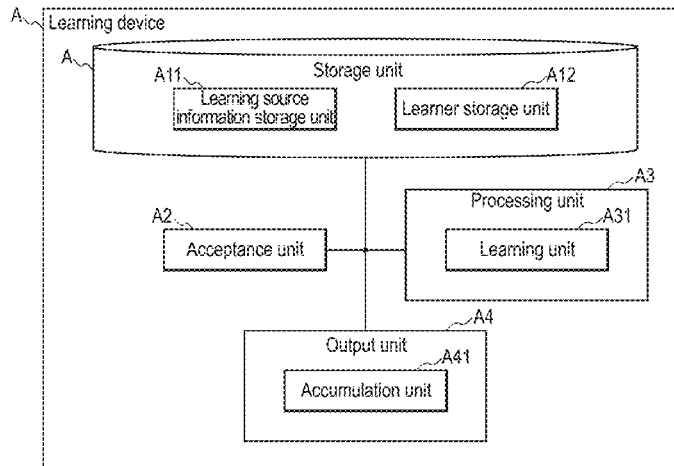 A
Learning device
A
Storage unit
A11
A12
Learning source
information storage unit
Learner storage unit
A3
Processing unit
A2
A31
Acceptance unit
Learning unit
A4
Output unit
A41
Accumulation unit